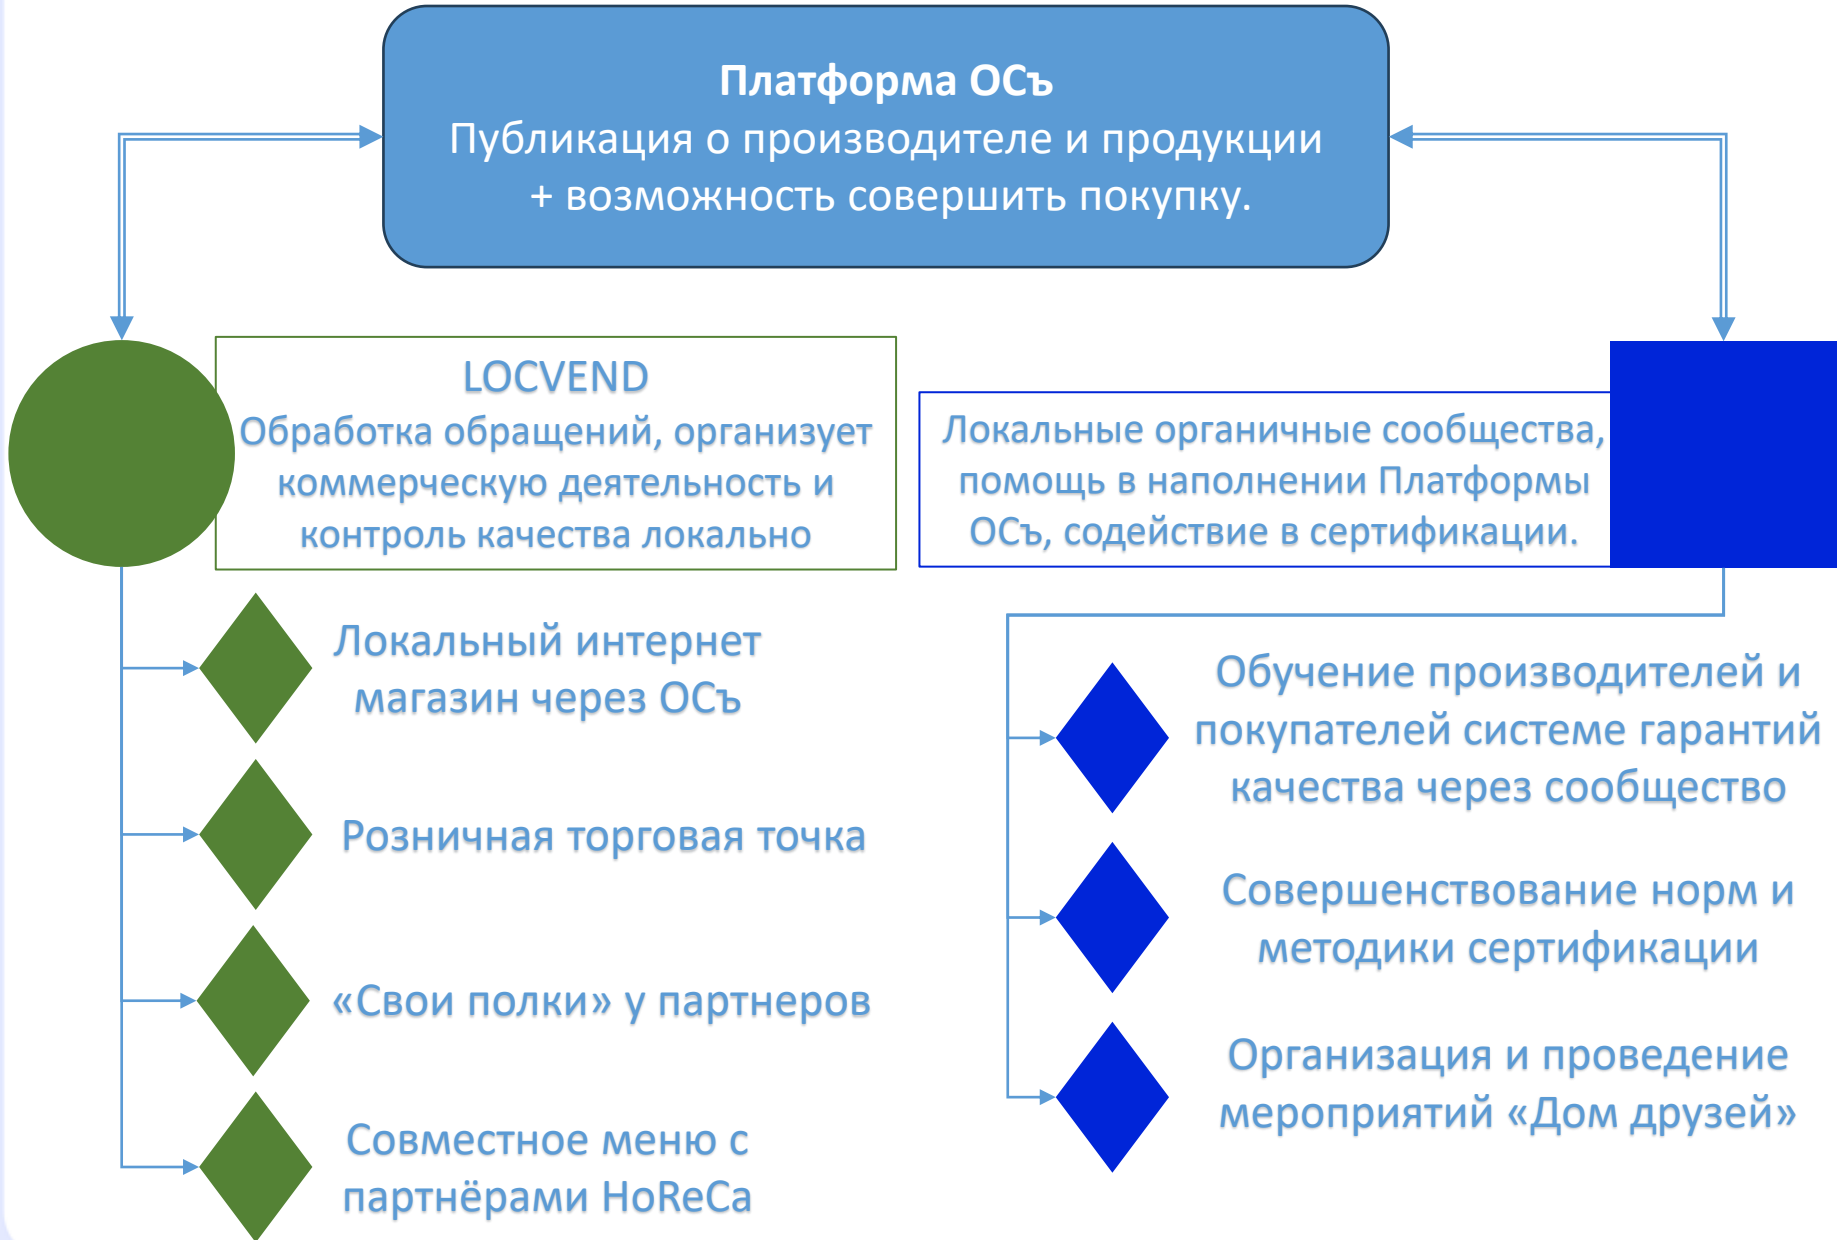 Платформа ОСъ
Публикация о производителе и продукции
+ возможность совершить покупку.
LOCVEND
Обработка обращений, организует
коммерческую деятельность и
контроль качества локально
Локальные органичные сообщества,
помощь в наполнении Платформы
ОСъ, содействие в сертификации.
Локальный интернет
магазин через ОСъ
Розничная торговая точка
«Свои полки» у партнеров
Совместное меню с
партнёрами HoReCa
Обучение производителей и
покупателей системе гарантий
качества через сообщество
Совершенствование норм и
методики сертификации
Организация и проведение
мероприятий «Дом друзей»